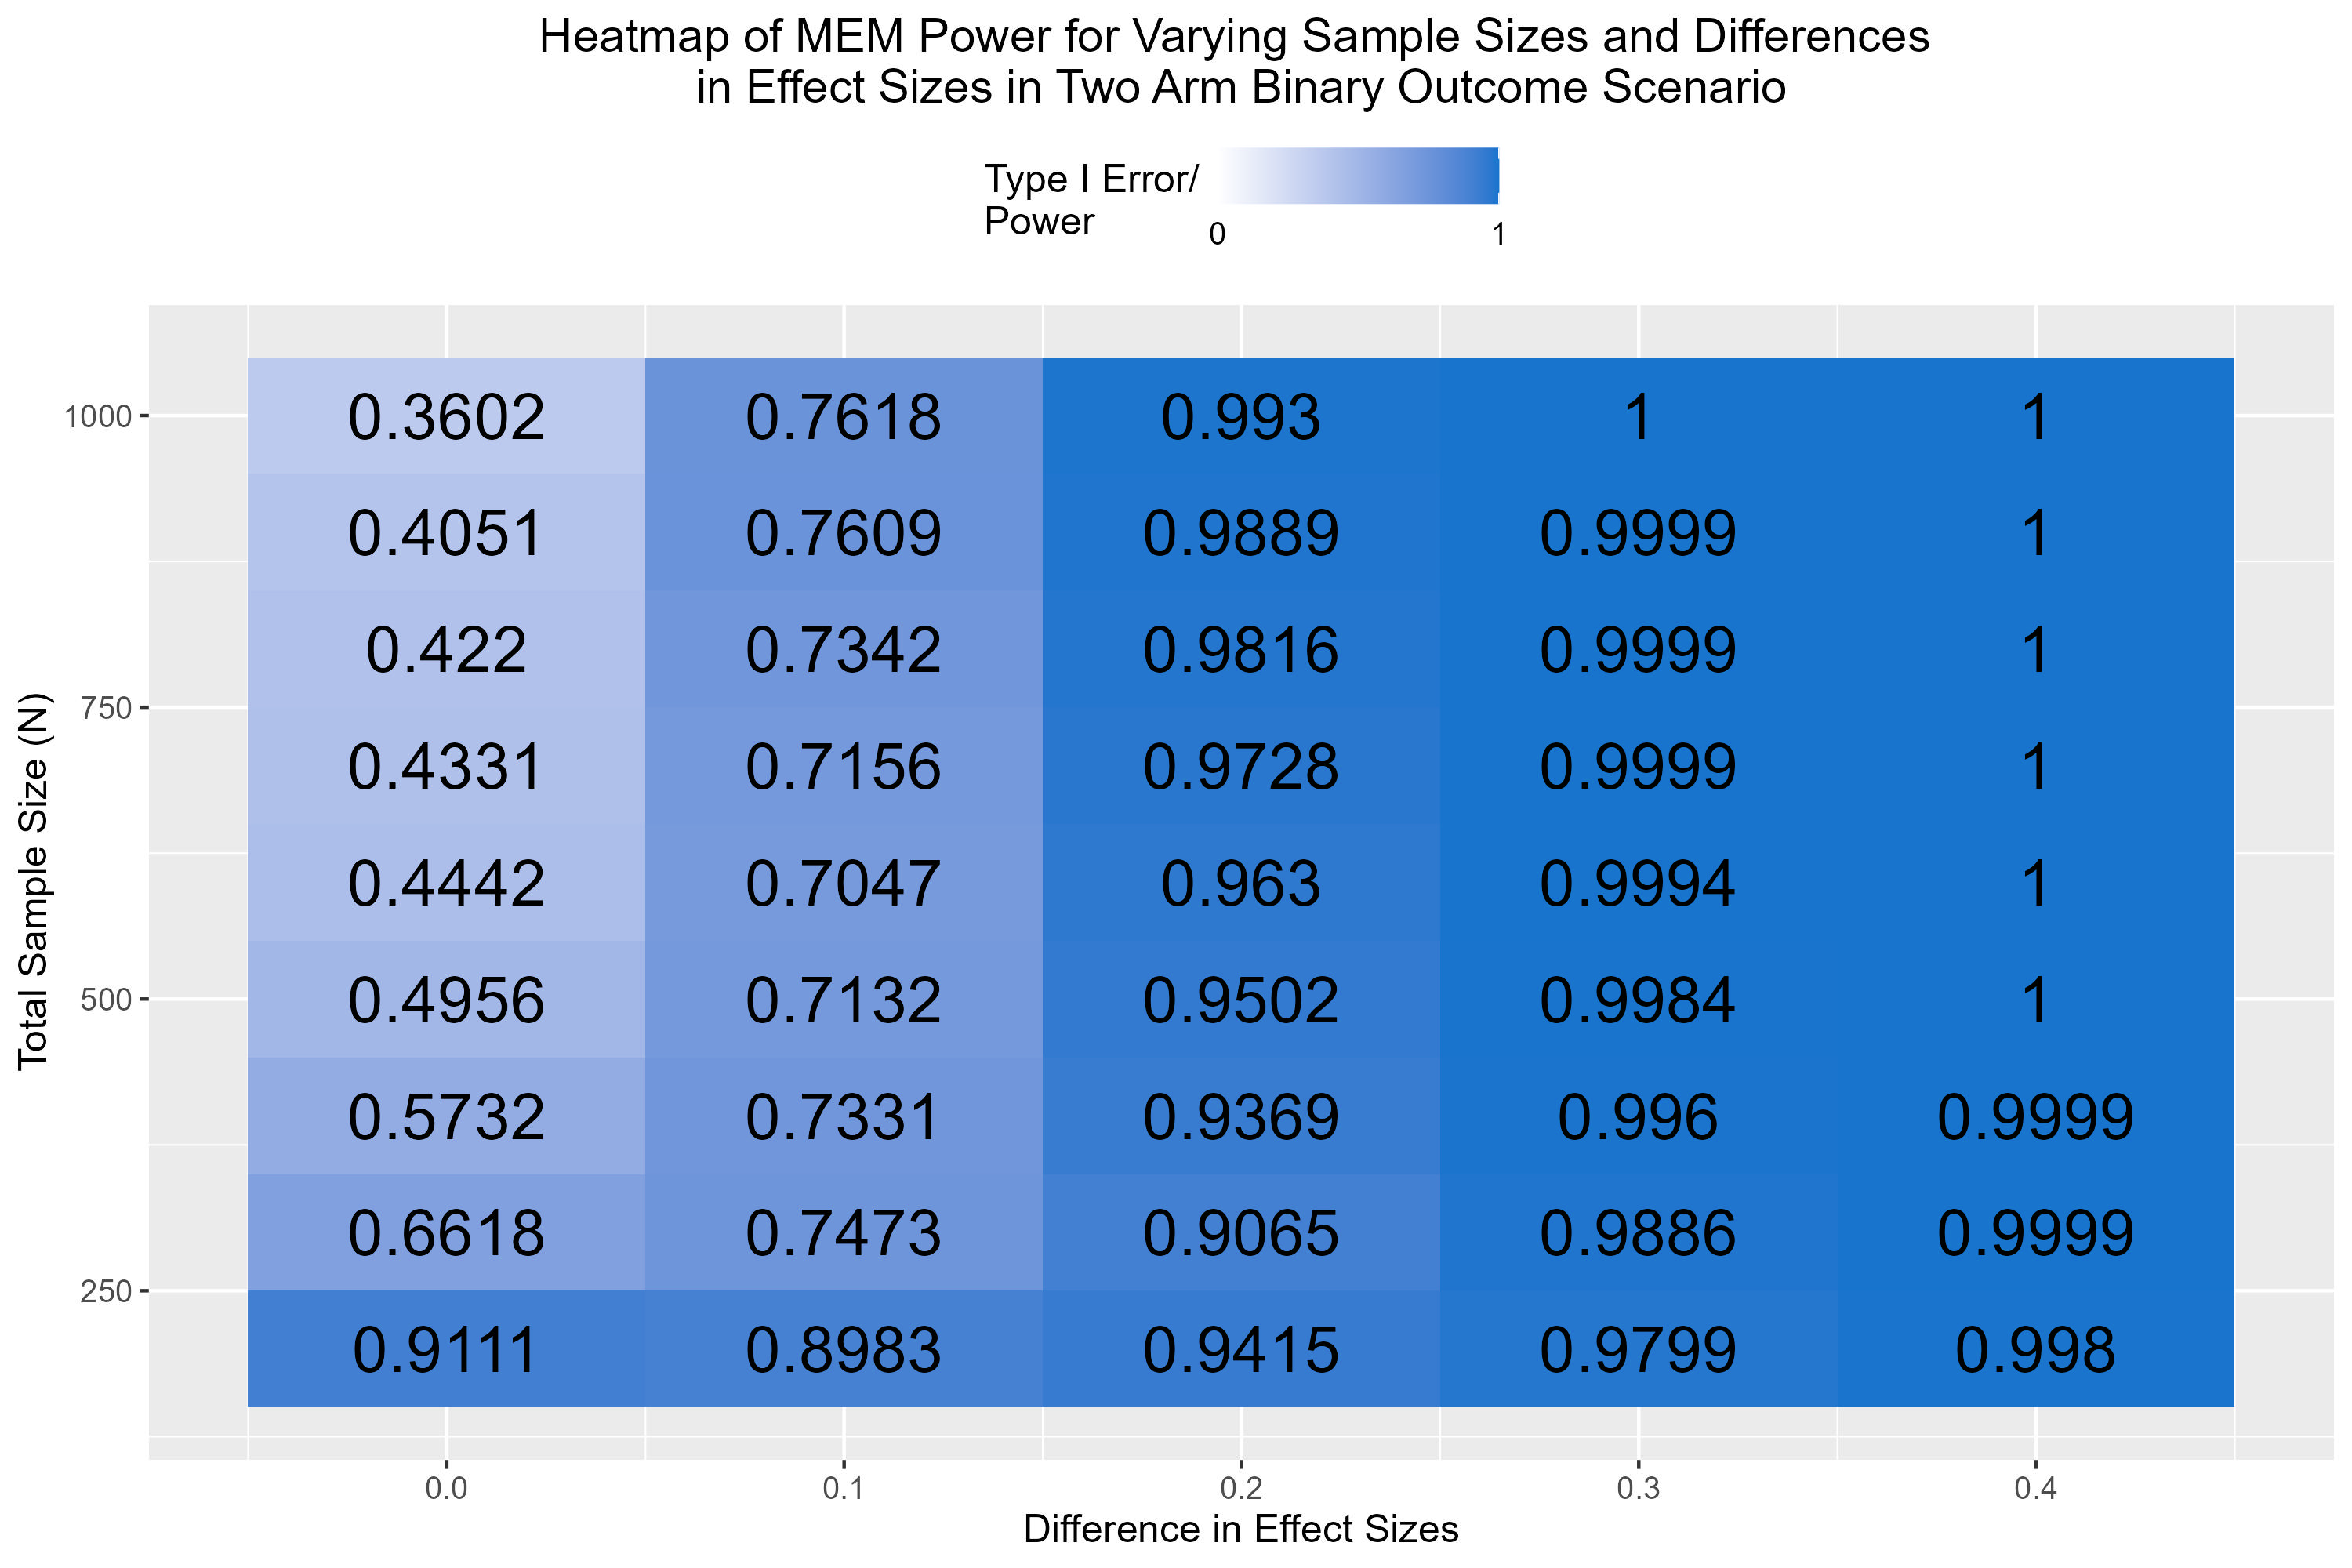 Heatmap of MEM Power for Varying Sample Sizes and Differences
in Effect Sizes in Two Arm Binary Outcome Scenario
Type I Error/
Power
0 1
Total Sample Size (N)
1000
750
500
250
0.3602 0.7618 0.993 1 1
0.4051 0.7609 0.9889 0.9999 1
0.422 0.7342 0.9816 0.9999 1
0.4331 0.7156 0.9728 0.9999 1
0.4442 0.7047 0.963 0.9994 1
0.4956 0.7132 0.9502 0.9984 1
0.5732 0.7331 0.9369 0.996 0.9999
0.6618 0.7473 0.9065 0.9886 0.9999
0.9111 0.8983 0.9415 0.9799 0.998
0.0 0.1 0.2 0.3 0.4
Difference in Effect Sizes